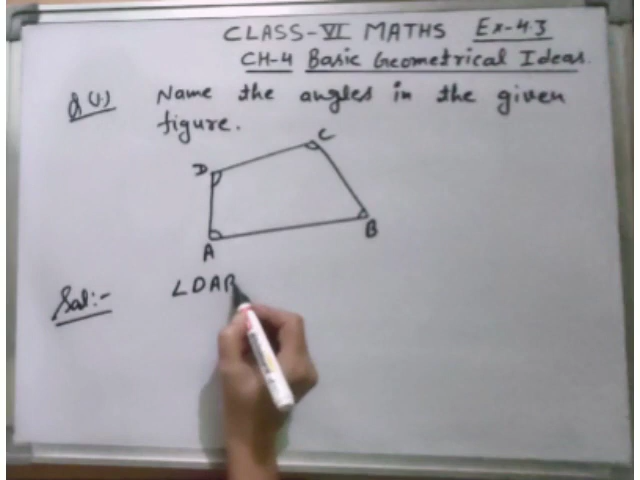 CLASS-VI MATHS Ex-4.3
CH-4 Basic Geometrical Ideas.
Q(1.) Name the angles in the given
figure.
C
D
B
A
Sol:- ∠DAB